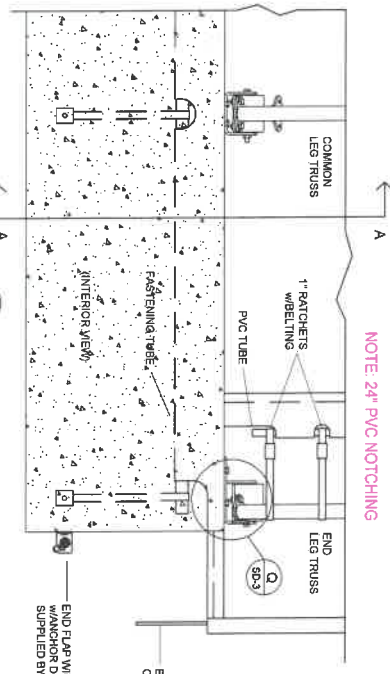 NOTE: 24" PVC NOTCHING
A
COMMON
LEG TRUSS
1" RATCHETS
w/BELTING
PVC TUBE
END
LEG TRUSS
Q
SD-3
FASTENING TUBE
(INTERIOR VIEW)
A
END FLAP
w/ANCHOR
SUPPLIED BY